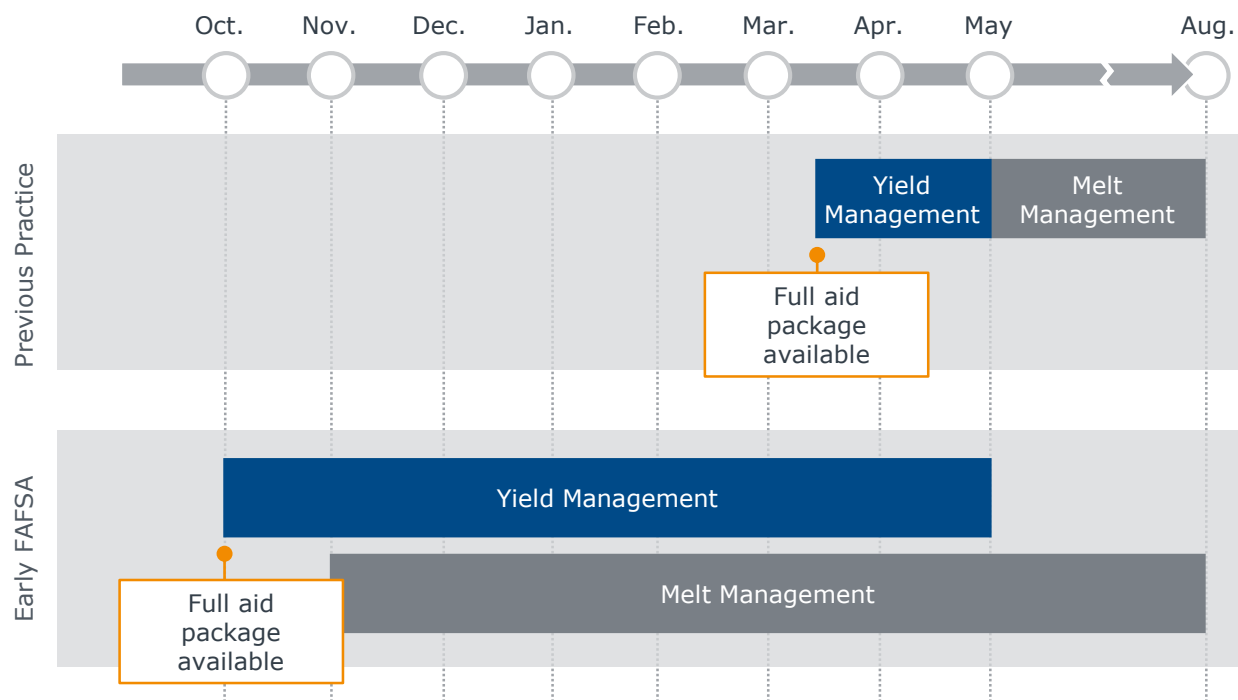 Oct.
Nov.
Dec.
Jan.
Feb.
Mar.
Apr.
May
Aug.
Previous Practice
Yield
Management
Melt
Management
Full aid
package
available
Early FAFSA
Yield Management
Melt Management
Full aid
package
available